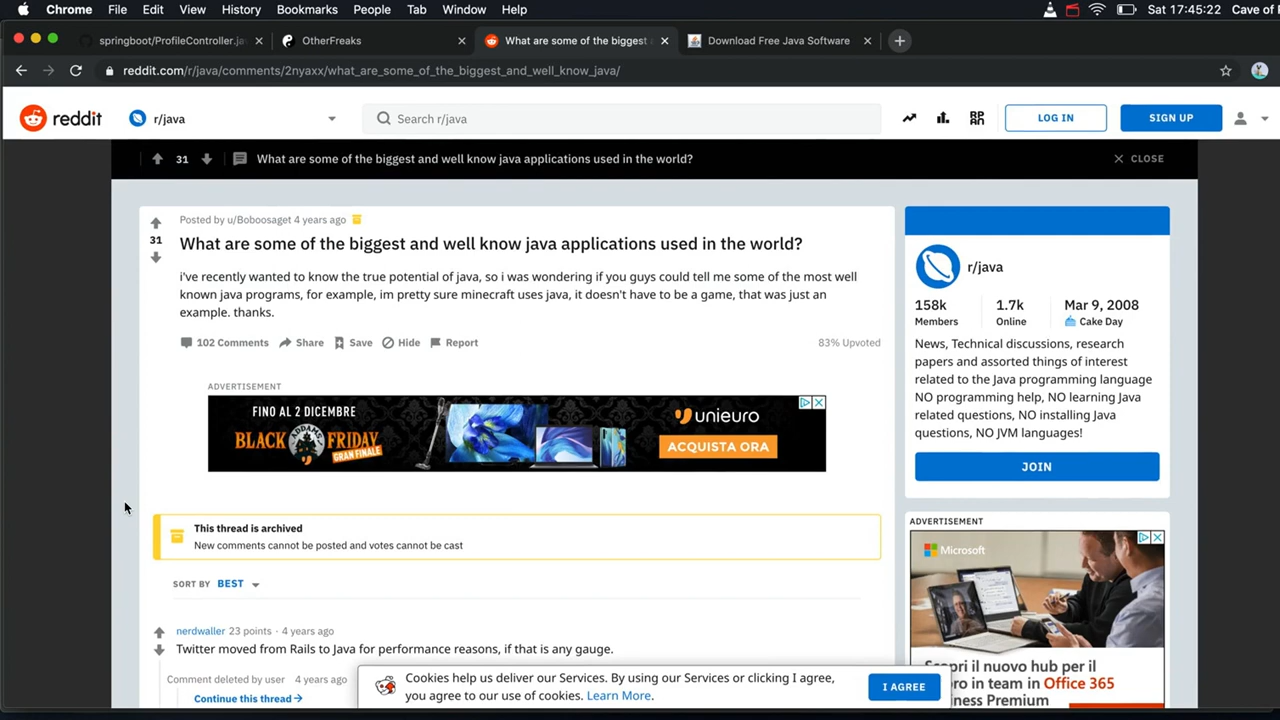 Chrome File Edit View History Bookmarks People Tab Window Help Sat 17:45:22 Cave of
springboot/ProfileController.jav OtherFreaks What are some of the biggest Download Free Java Software
reddit.com/r/java/comments/2nyaxx/what_are_some_of_the_biggest_and_well_know_java/
reddit r/java Search r/java LOG IN SIGN UP
31 What are some of the biggest and well know java applications used in the world? CLOSE
Posted by u/Boboosaget 4 years ago
31
What are some of the biggest and well know java applications used in the world?
i've recently wanted to know the true potential of java, so i was wondering if you guys could tell me some of the most well
known java programs, for example, im pretty sure minecraft uses java, it doesn't have to be a game, that was just an
example. thanks.
102 Comments Share Save Hide Report 83% Upvoted
ADVERTISEMENT
FINO AL 2 DICEMBRE
BLACK ADDAMS FRIDAY
GRAN FINALE
unieuro
ACQUISTA ORA
This thread is archived
New comments cannot be posted and votes cannot be cast
SORT BY BEST
nerdwaller 23 points · 4 years ago
Twitter moved from Rails to Java for performance reasons, if that is any gauge.
Comment deleted by user 4 years ago
Continue this thread
r/java
158k 1.7k Mar 9, 2008
Members Online Cake Day
News, Technical discussions, research
papers and assorted things of interest
related to the Java programming language
NO programming help, NO learning Java
related questions, NO installing Java
questions, NO JVM languages!
JOIN
ADVERTISEMENT
Microsoft
Scopri il nuovo hub per il
ro in team in Office 365
iness Premium
Cookies help us deliver our Services. By using our Services or clicking I agree,
you agree to our use of cookies. Learn More.
I AGREE